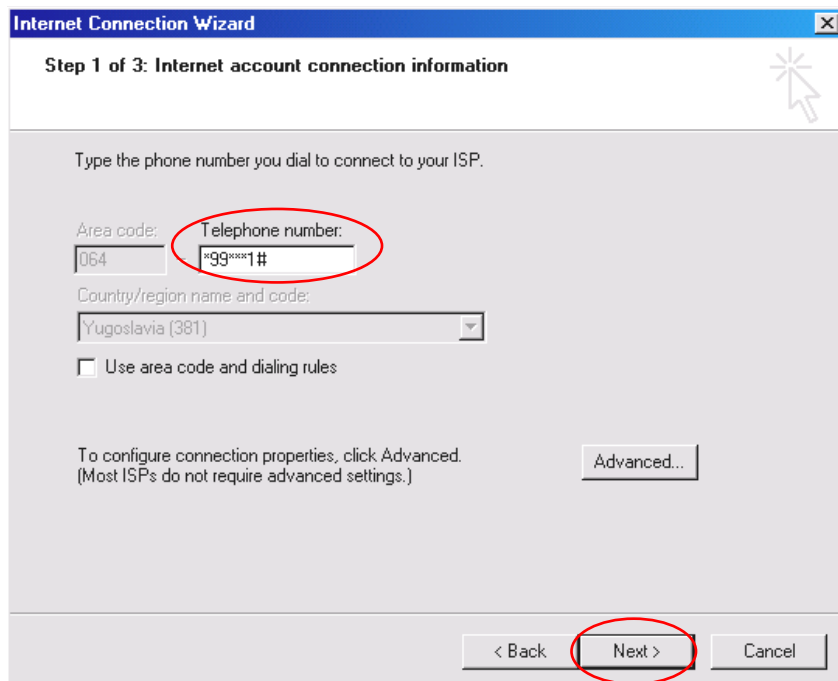 Internet Connection Wizard
Step 1 of 3: Internet account connection information
Type the phone number you dial to connect to your ISP.
Area code: Telephone number:
064 - *99***1#
Country/region name and code:
Yugoslavia (381)
Use area code and dialing rules
To configure connection properties, click Advanced.
(Most ISPs do not require advanced settings.)
Advanced...
< Back Next > Cancel